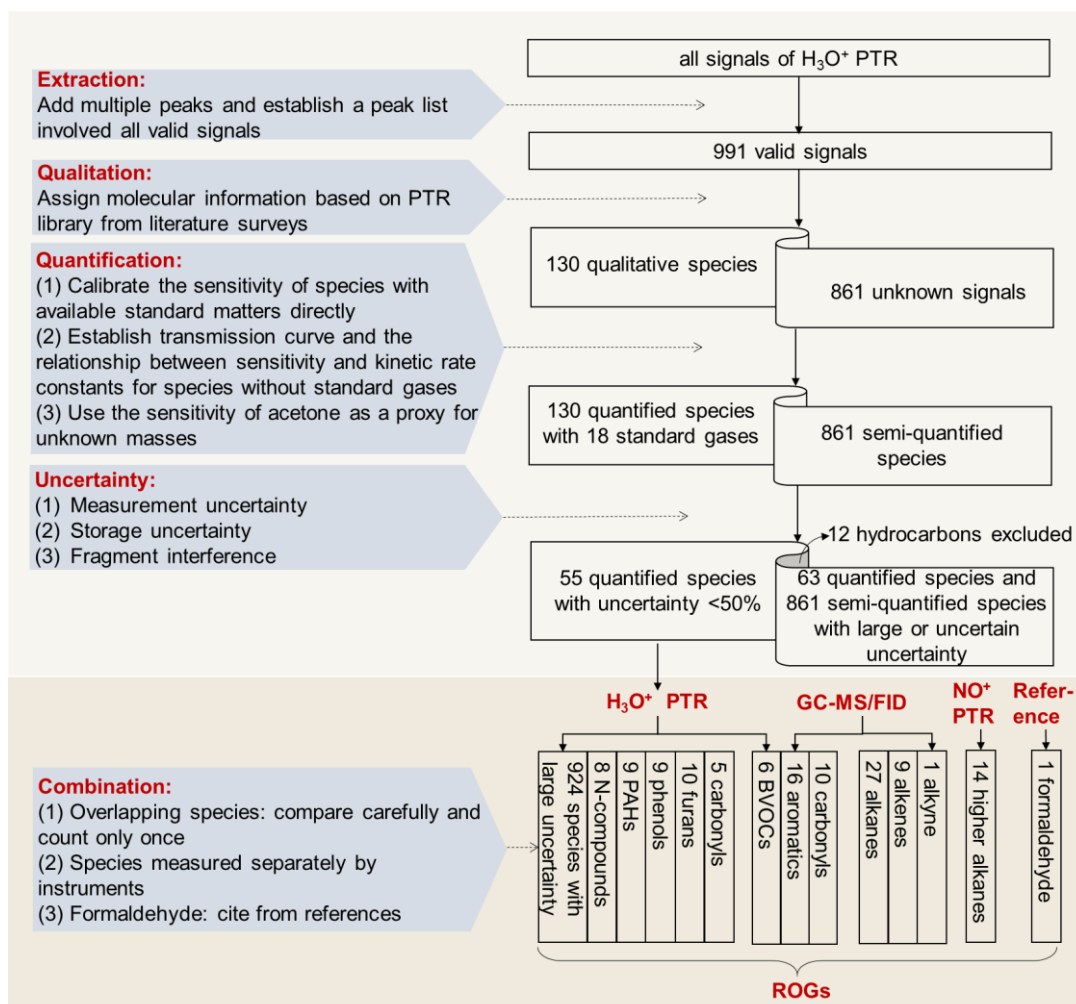 all signals of H₃O⁺ PTR
Extraction:
Add multiple peaks and establish a peak list
involved all valid signals
991 valid signals
Qualitation:
Assign molecular information based on PTR
library from literature surveys
130 qualitative species
861 unknown signals
Quantification:
(1) Calibrate the sensitivity of species with
available standard matters directly
(2) Establish transmission curve and the
relationship between sensitivity and kinetic rate
constants for species without standard gases
(3) Use the sensitivity of acetone as a proxy for
unknown masses
130 quantified species
with 18 standard gases
861 semi-quantified
species
Uncertainty:
(1) Measurement uncertainty
(2) Storage uncertainty
(3) Fragment interference
12 hydrocarbons excluded
55 quantified species
with uncertainty <50%
63 quantified species and
861 semi-quantified species
with large or uncertain
uncertainty
H₃O⁺ PTR
GC-MS/FID
NO⁺
PTR
Refer-
ence
Combination:
(1) Overlapping species: compare carefully and
count only once
(2) Species measured separately by
instruments
(3) Formaldehyde: cite from references
924 species with
large uncertainty
8 N-compounds
9 PAHs
9 phenols
10 furans
5 carbonyls
6 BVOCs
16 aromatics
10 carbonyls
27 alkanes
9 alkenes
1 alkyne
14 higher alkanes
1 formaldehyde
ROGs